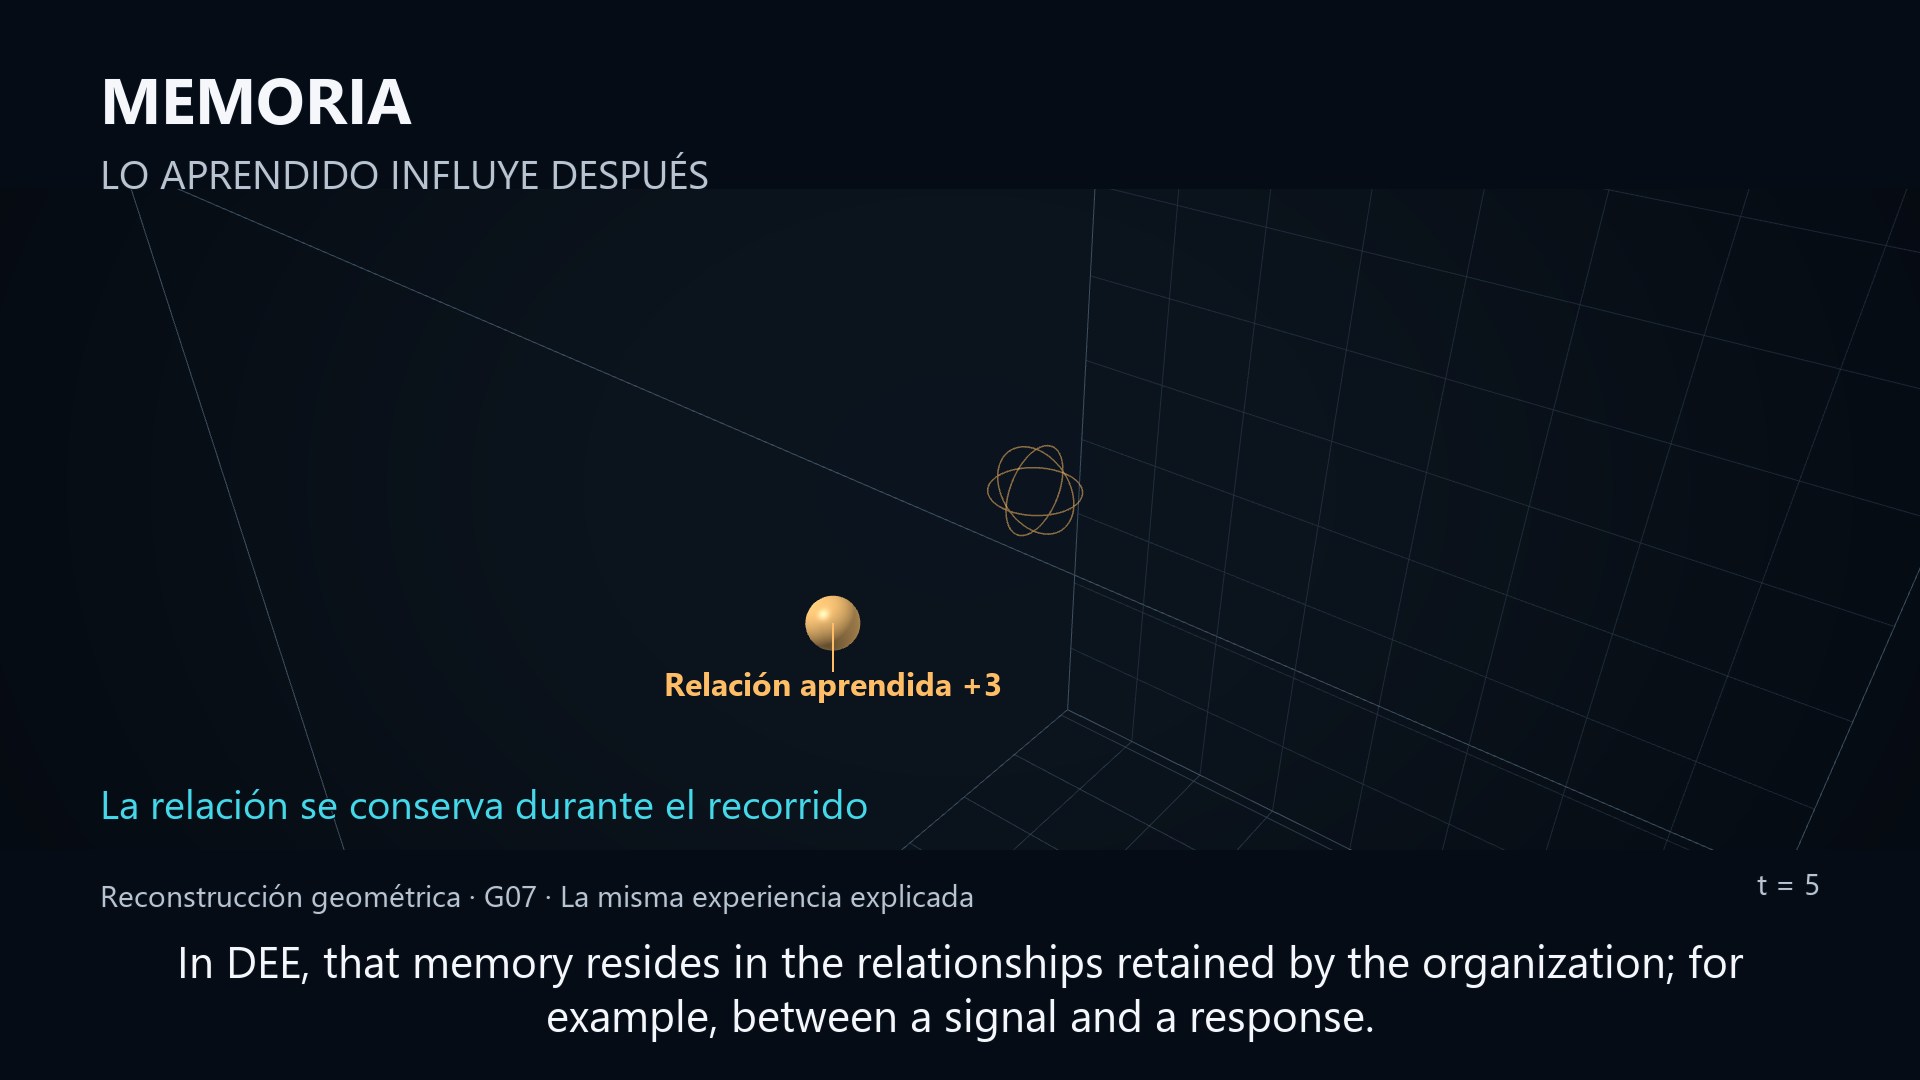 MEMORIA
LO APRENDIDO INFLUYE DESPUÉS
Relación aprendida +3
La relación se conserva durante el recorrido
Reconstrucción geométrica · G07 · La misma experiencia explicada
t = 5
In DEE, that memory resides in the relationships retained by the organization; for
example, between a signal and a response.